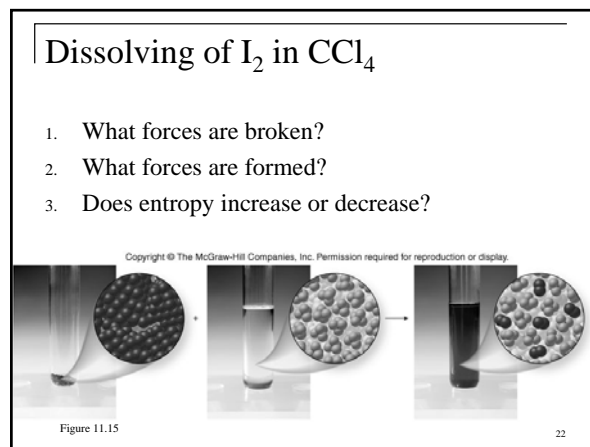 Dissolving of I₂ in CCl₄
1. What forces are broken?
2. What forces are formed?
3. Does entropy increase or decrease?
Copyright © The McGraw-Hill Companies, Inc. Permission required for reproduction or display.
+
Figure 11.15
22